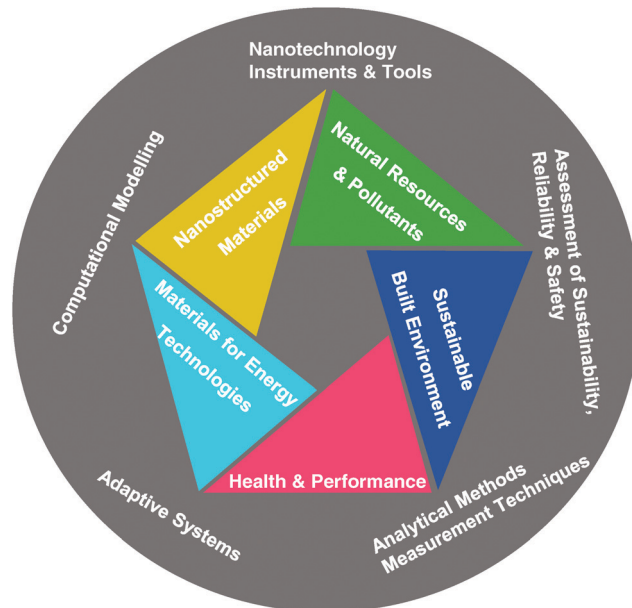 Nanotechnology
Instruments & Tools
Natural Resources
& Pollutants
Assessment of Sustainability,
Reliability & Safety
Sustainable
Built Environment
Analytical Methods
Measurement Techniques
Health & Performance
Adaptive Systems
Materials for Energy
Technologies
Computational Modelling
Nanostructured
Materials